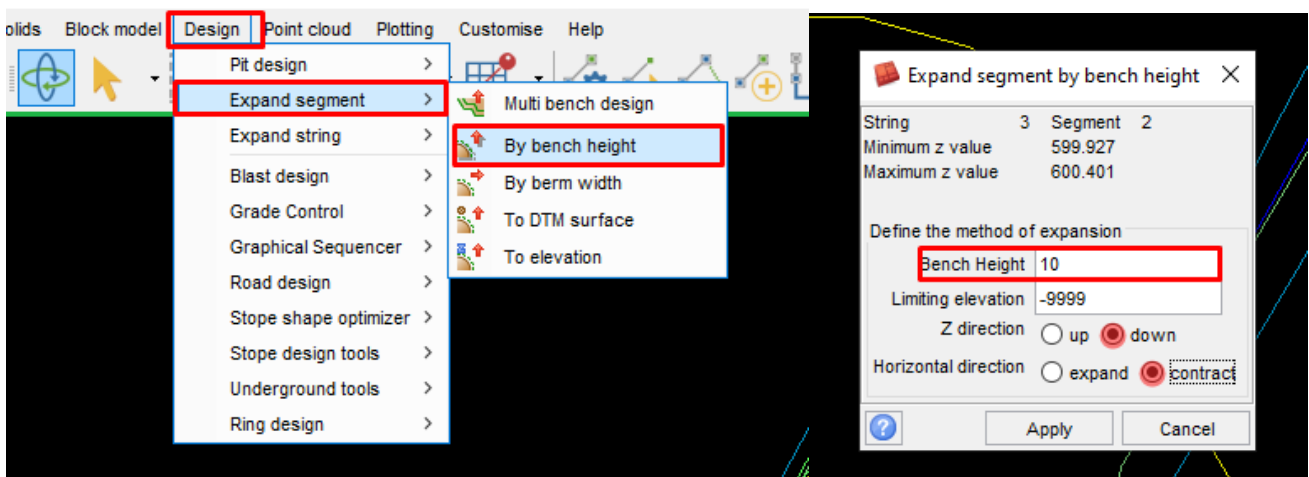 olids Block model Design Point cloud Plotting Customise Help
Pit design >
Expand segment >
Expand string >
Blast design >
Grade Control >
Graphical Sequencer >
Road design >
Stope shape optimizer >
Stope design tools >
Underground tools >
Ring design >
Multi bench design
By bench height
By berm width
To DTM surface
To elevation
Expand segment by bench height
String 3 Segment 2
Minimum z value 599.927
Maximum z value 600.401
Define the method of expansion
Bench Height 10
Limiting elevation -9999
Z direction up down
Horizontal direction expand contract
Apply Cancel